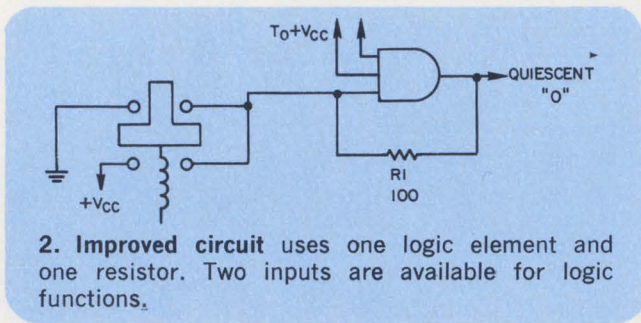 To+Vcc
QUIESCENT
"O"
+Vcc
R1
100
2. Improved circuit uses one logic element and
one resistor. Two inputs are available for logic
functions.